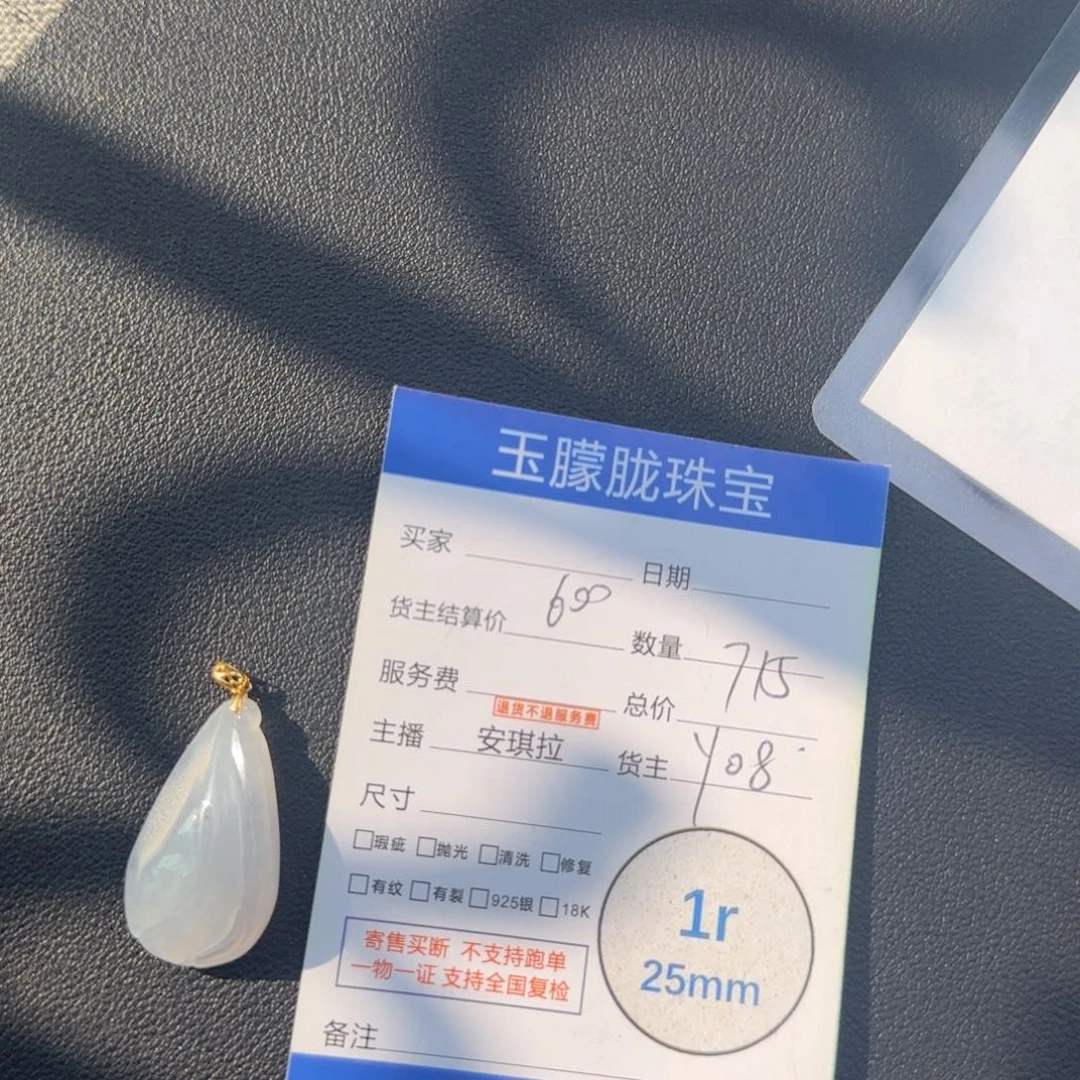 玉朦胧珠宝
买家 日期
货主结算价 600 数量
服务费 总价 715
退货不退服务费
主播 安琪拉 货主 Y08
尺寸
□瑕疵 □抛光 □清洗 □修复
□有纹 □有裂 □925银 □18K
寄售买断 不支持跑单
一物一证 支持全国复检
1r
25mm
备注